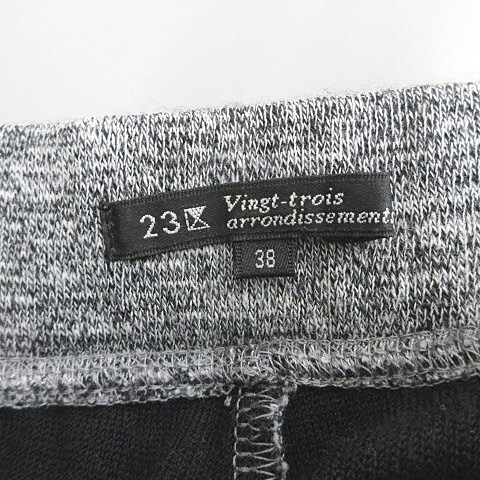 23区 Vingt-trois
arrondissement
38